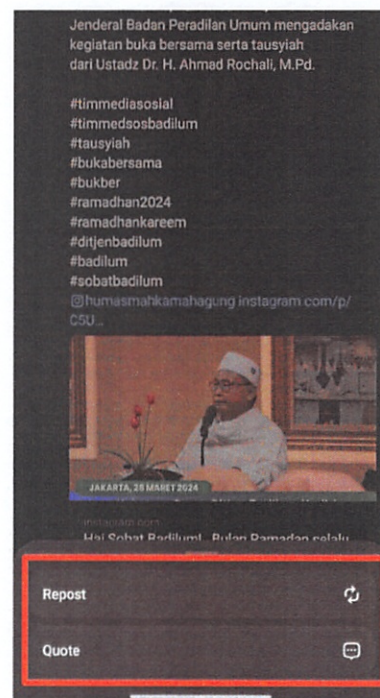 Jenderal Badan Peradilan Umum mengadakan
kegiatan buka bersama serta tausyiah
dari Ustadz Dr. H. Ahmad Rochali, M.Pd.
#timmediasosial
#timmedsosbadilum
#tausyiah
#bukabersama
#bukber
#ramadhan2024
#ramadhankareem
#ditjenbadilum
#badilum
#sobatbadilum
humasmahkamahagung instagram.com/p/
C5U...
JAKARTA, 26 MARET 2024
instagram.com
Hai Sobat Badilum! Bulan Ramadan selalu
Repost
Quote